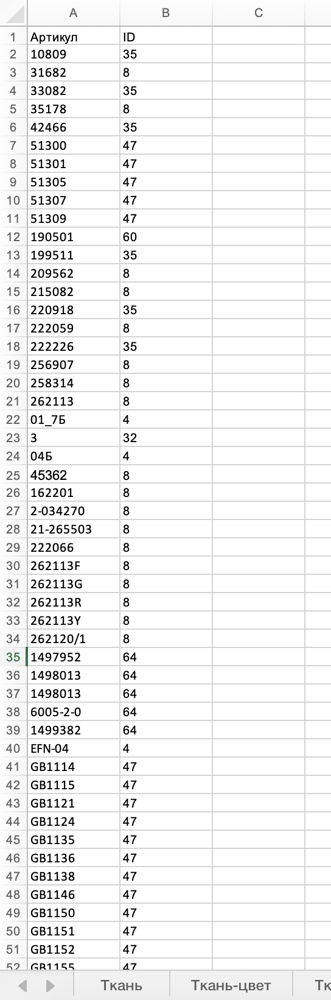 A B C
1 Артикул ID
2 10809 35
3 31682 8
4 33082 35
5 35178 8
6 42466 35
7 51300 47
8 51301 47
9 51305 47
10 51307 47
11 51309 47
12 190501 60
13 199511 35
14 209562 8
15 215082 8
16 220918 35
17 222059 8
18 222226 35
19 256907 8
20 258314 8
21 262113 8
22 01_7Б 4
23 3 32
24 04Б 4
25 45362 8
26 162201 8
27 2-034270 8
28 21-265503 8
29 222066 8
30 262113F 8
31 262113G 8
32 262113R 8
33 262113Y 8
34 262120/1 8
35 1497952 64
36 1498013 64
37 1498013 64
38 6005-2-0 64
39 1499382 64
40 EFN-04 4
41 GB1114 47
42 GB1115 47
43 GB1121 47
44 GB1124 47
45 GB1135 47
46 GB1136 47
47 GB1138 47
48 GB1146 47
49 GB1150 47
50 GB1151 47
51 GB1152 47
52 GB1155 47
Ткань Ткань-цвет Тк